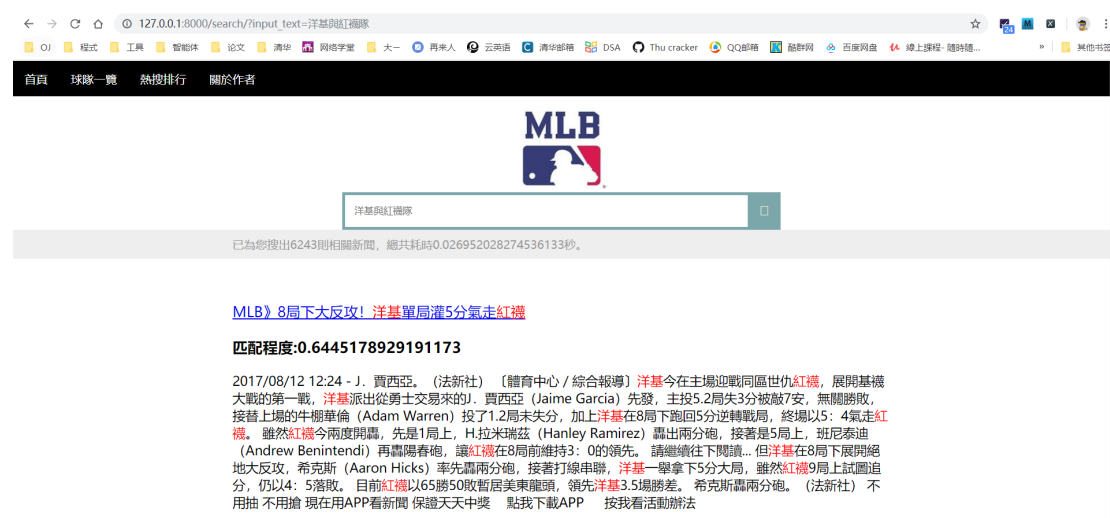 127.0.0.1:8000/search/?input_text=洋基與紅襪隊
24
OJ 程式 工具 智能体 论文 清华 网络学堂 大一 再来人 云英语 清华邮箱 DSA Thu cracker QQ邮箱 酷群网 百度网盘 線上課程- 隨時隨... » 其他书签
首頁 球隊一覽 熱搜排行 關於作者
MLB
洋基與紅襪隊
已為您搜出6243則相關新聞，總共耗時0.026952028274536133秒。
MLB》8局下大反攻！洋基單局灌5分氣走紅襪
匹配程度:0.6445178929191173
2017/08/12 12:24 - J．賈西亞。（法新社） 〔體育中心／綜合報導〕洋基今在主場迎戰同區世仇紅襪，展開基襪
大戰的第一戰，洋基派出從勇士交易來的J．賈西亞（Jaime Garcia）先發，主投5.2局失3分被敲7安，無關勝敗，
接替上場的牛棚華倫（Adam Warren）投了1.2局未失分，加上洋基在8局下跑回5分逆轉戰局，終場以5：4氣走紅
襪。 雖然紅襪今兩度開轟，先是1局上，H.拉米瑞茲（Hanley Ramirez）轟出兩分砲，接著是5局上，班尼泰迪
（Andrew Benintendi）再轟陽春砲，讓紅襪在8局前維持3：0的領先。 請繼續往下閱讀... 但洋基在8局下展開絕
地大反攻，希克斯（Aaron Hicks）率先轟兩分砲，接著打線串聯，洋基一舉拿下5分大局，雖然紅襪9局上試圖追
分，仍以4：5落敗。 目前紅襪以65勝50敗暫居美東龍頭，領先洋基3.5場勝差。 希克斯轟兩分砲。（法新社） 不
用抽 不用搶 現在用APP看新聞 保證天天中獎 點我下載APP 按我看活動辦法